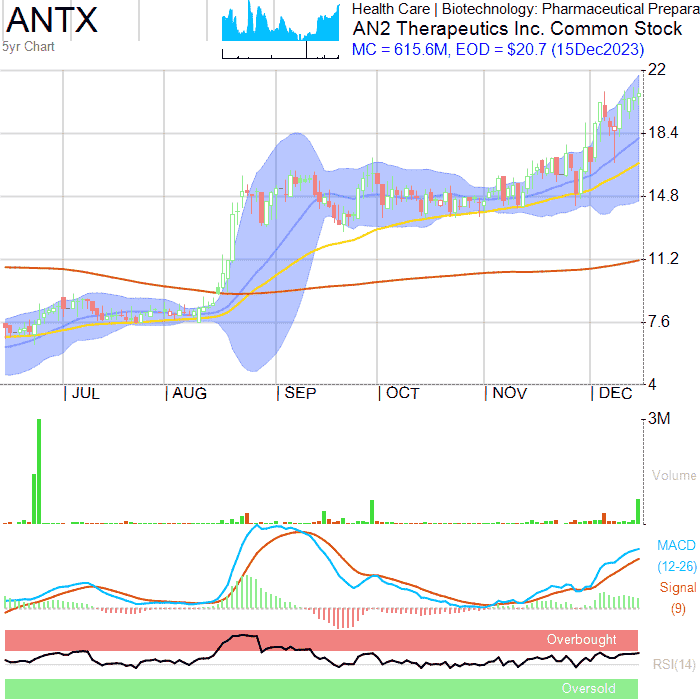 ANTX
5yr Chart
Health Care | Biotechnology: Pharmaceutical Prepara
AN2 Therapeutics Inc. Common Stock
MC = 615.6M, EOD = $20.7 (15Dec2023)
22
18.4
14.8
11.2
7.6
4
JUL AUG SEP OCT NOV DEC
3M
Volume
MACD
(12-26)
Signal
(9)
Overbought
RSI(14)
Oversold